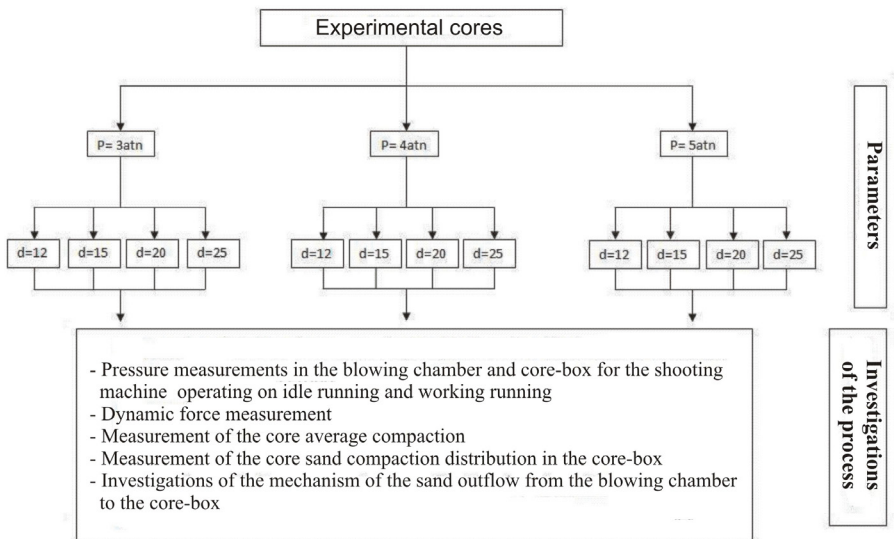 Experimental cores
P= 3atn
P= 4atn
P= 5atn
d=12
d=15
d=20
d=25
d=12
d=15
d=20
d=25
d=12
d=15
d=20
d=25
Parameters
- Pressure measurements in the blowing chamber and core-box for the shooting
machine operating on idle running and working running
- Dynamic force measurement
- Measurement of the core average compaction
- Measurement of the core sand compaction distribution in the core-box
- Investigations of the mechanism of the sand outflow from the blowing chamber
to the core-box
Investigations
of the process